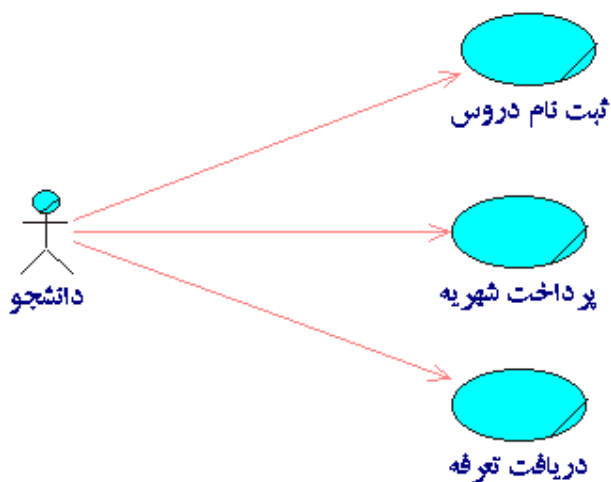 ثبت نام دروس
دانشجو
پرداخت شهریه
دریافت تعرفه